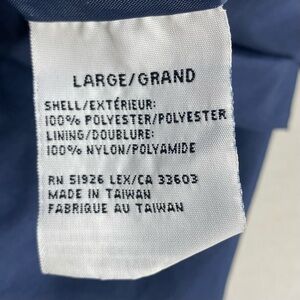 LARGE/GRAND
SHELL/EXTÉRIEUR:
100% POLYESTER/POLYESTER
LINING/DOUBLURE:
100% NYLON/POLYAMIDE
RN 51926 LEX/CA 33603
MADE IN TAIWAN
FABRIQUE AU TAIWAN